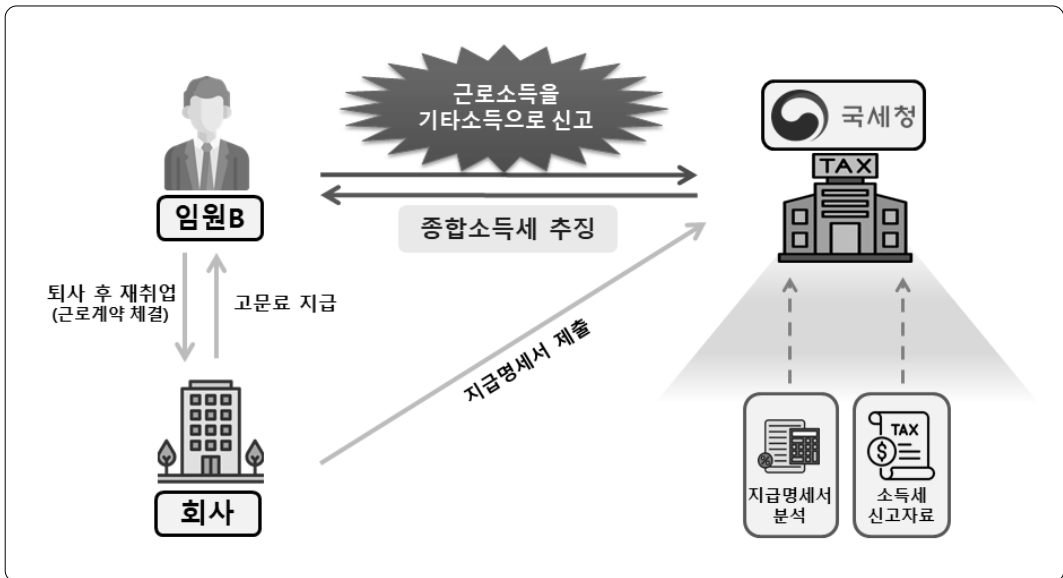 근로소득을
기타소득으로 신고
국세청
TAX
임원B
종합소득세 추징
퇴사 후 재취업
(근로계약 체결)
고문료 지급
지급명세서 제출
회사
지급명세서
분석
TAX
$
소득세
신고자료
%